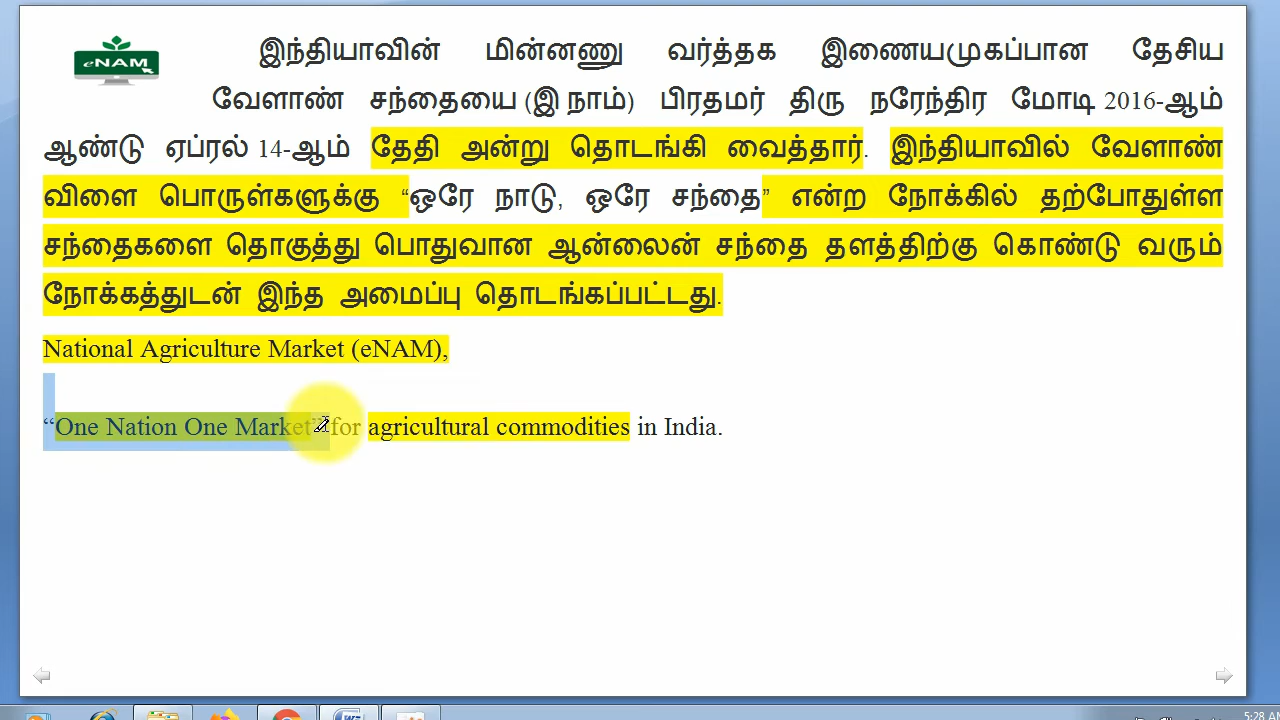 eNAM
இந்தியாவின் மின்னணு வர்த்தக இணையமுகப்பான தேசிய
வேளாண் சந்தையை (இ நாம்) பிரதமர் திரு நரேந்திர மோடி 2016-ஆம்
ஆண்டு ஏப்ரல் 14-ஆம் தேதி அன்று தொடங்கி வைத்தார். இந்தியாவில் வேளாண்
விளை பொருள்களுக்கு “ஒரே நாடு, ஒரே சந்தை” என்ற நோக்கில் தற்போதுள்ள
சந்தைகளை தொகுத்து பொதுவான ஆன்லைன் சந்தை தளத்திற்கு கொண்டு வரும்
நோக்கத்துடன் இந்த அமைப்பு தொடங்கப்பட்டது.
National Agriculture Market (eNAM),
“One Nation One Market” for agricultural commodities in India.